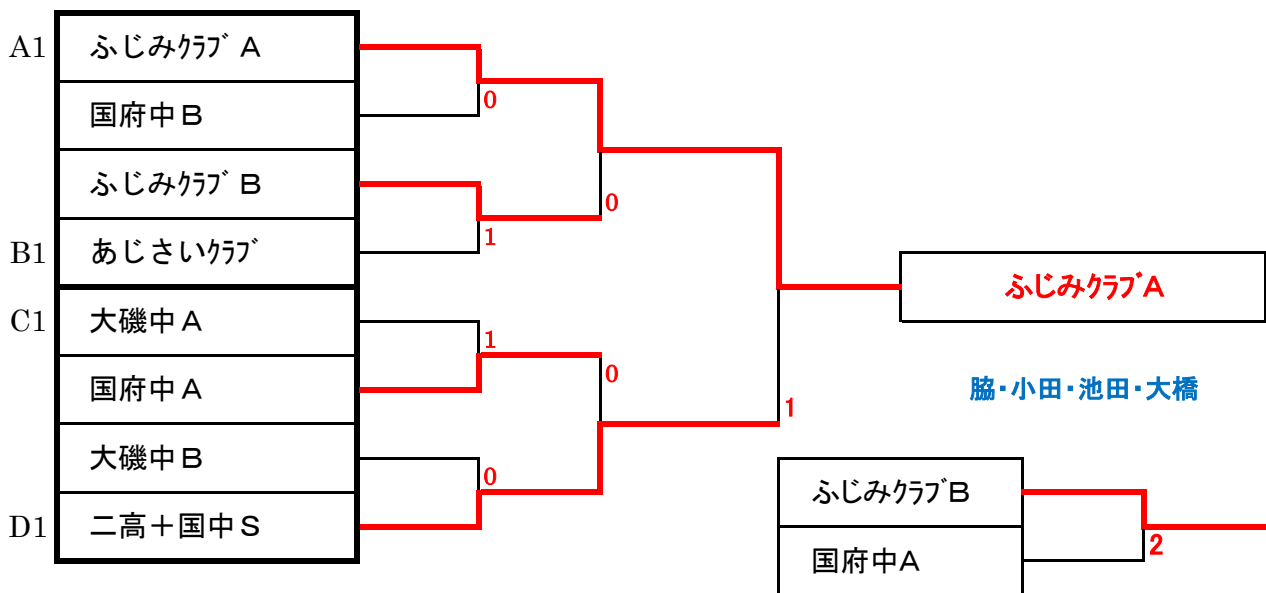 A1 ふじみｸﾗﾌﾞ A
0
国府中B
ふじみｸﾗﾌﾞ B
0
1
B1 あじさいｸﾗﾌﾞ
ふじみｸﾗﾌﾞA
C1 大磯中A
1
0
国府中A
脇・小田・池田・大橋
1
大磯中B
0
ふじみｸﾗﾌﾞB
D1 二高＋国中S
2
国府中A